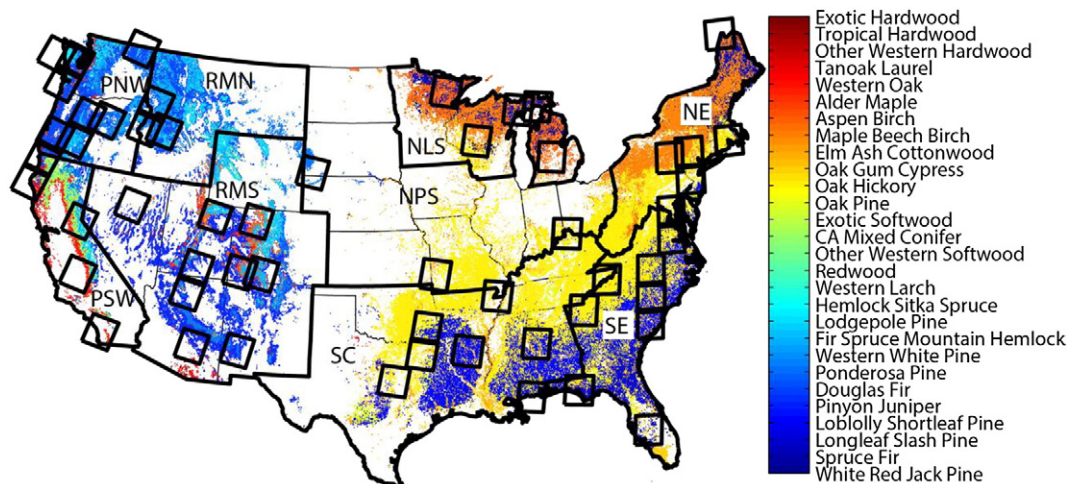 PNW
RMN
NLS
NE
RMS
NPS
PSW
SC
SE
Exotic Hardwood
Tropical Hardwood
Other Western Hardwood
Tanoak Laurel
Western Oak
Alder Maple
Aspen Birch
Maple Beech Birch
Elm Ash Cottonwood
Oak Gum Cypress
Oak Hickory
Oak Pine
Exotic Softwood
CA Mixed Conifer
Other Western Softwood
Redwood
Western Larch
Hemlock Sitka Spruce
Lodgepole Pine
Fir Spruce Mountain Hemlock
Western White Pine
Ponderosa Pine
Douglas Fir
Pinyon Juniper
Loblolly Shortleaf Pine
Longleaf Slash Pine
Spruce Fir
White Red Jack Pine